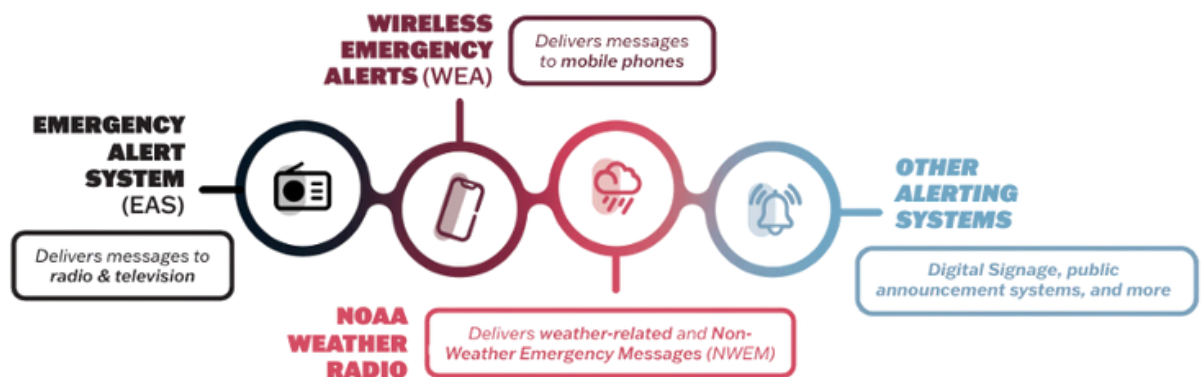 EMERGENCY
ALERT
SYSTEM
(EAS)
Delivers messages to
radio & television
WIRELESS
EMERGENCY
ALERTS (WEA)
Delivers messages
to mobile phones
NOAA
WEATHER
RADIO
Delivers weather-related and Non-
Weather Emergency Messages (NWEM)
OTHER
ALERTING
SYSTEMS
Digital Signage, public
announcement systems, and more